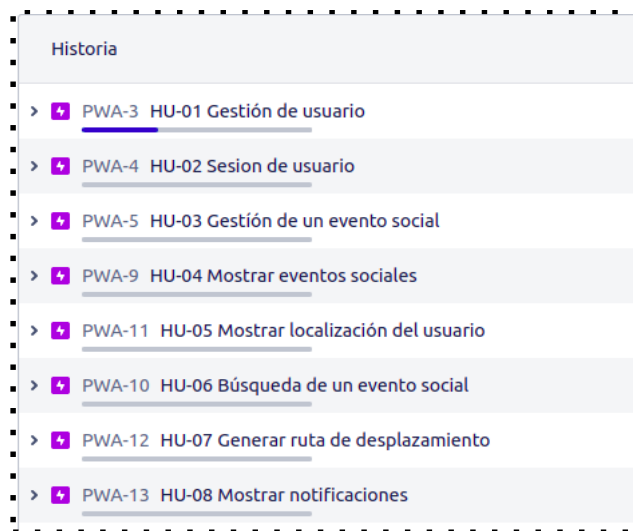 Historia
PWA-3 HU-01 Gestión de usuario
PWA-4 HU-02 Sesion de usuario
PWA-5 HU-03 Gestíón de un evento social
PWA-9 HU-04 Mostrar eventos sociales
PWA-11 HU-05 Mostrar localización del usuario
PWA-10 HU-06 Búsqueda de un evento social
PWA-12 HU-07 Generar ruta de desplazamiento
PWA-13 HU-08 Mostrar notificaciones